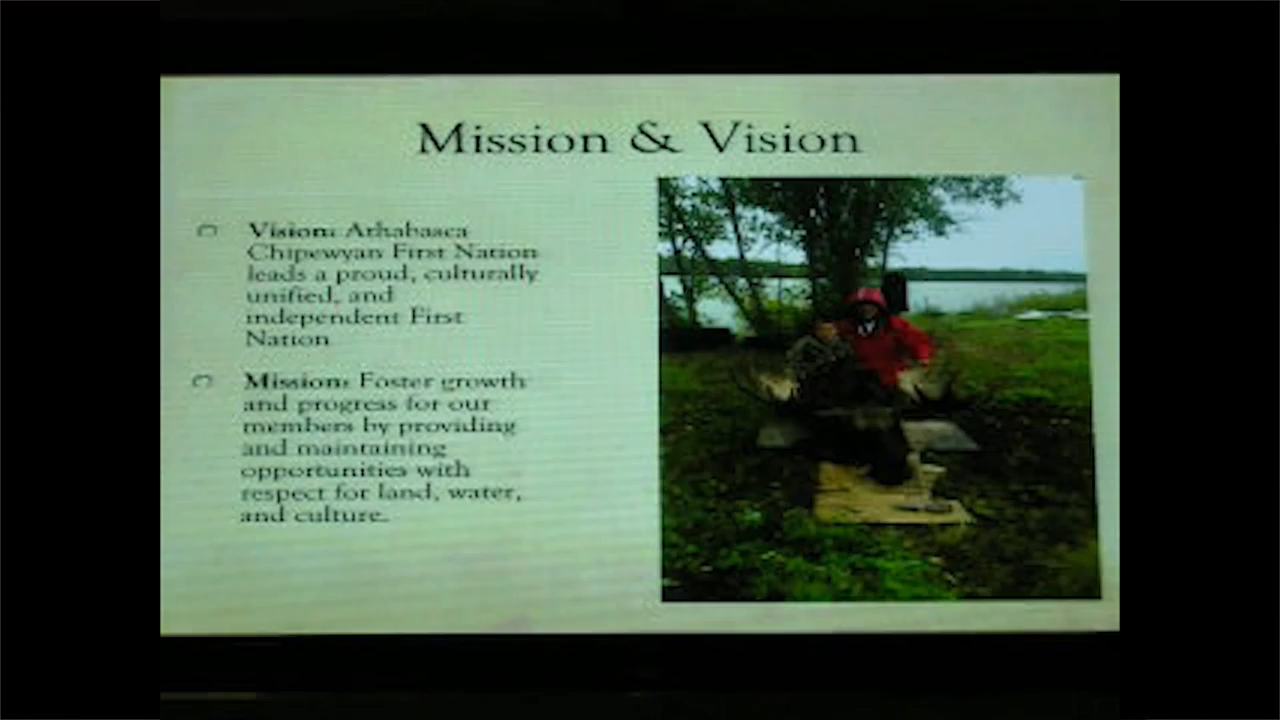 Mission & Vision
Vision: Athabasca
Chipewyan First Nation
leads a proud, culturally
unified, and
independent First
Nation
Mission: Foster growth
and progress for our
members by providing
and maintaining
opportunities with
respect for land, water,
and culture.